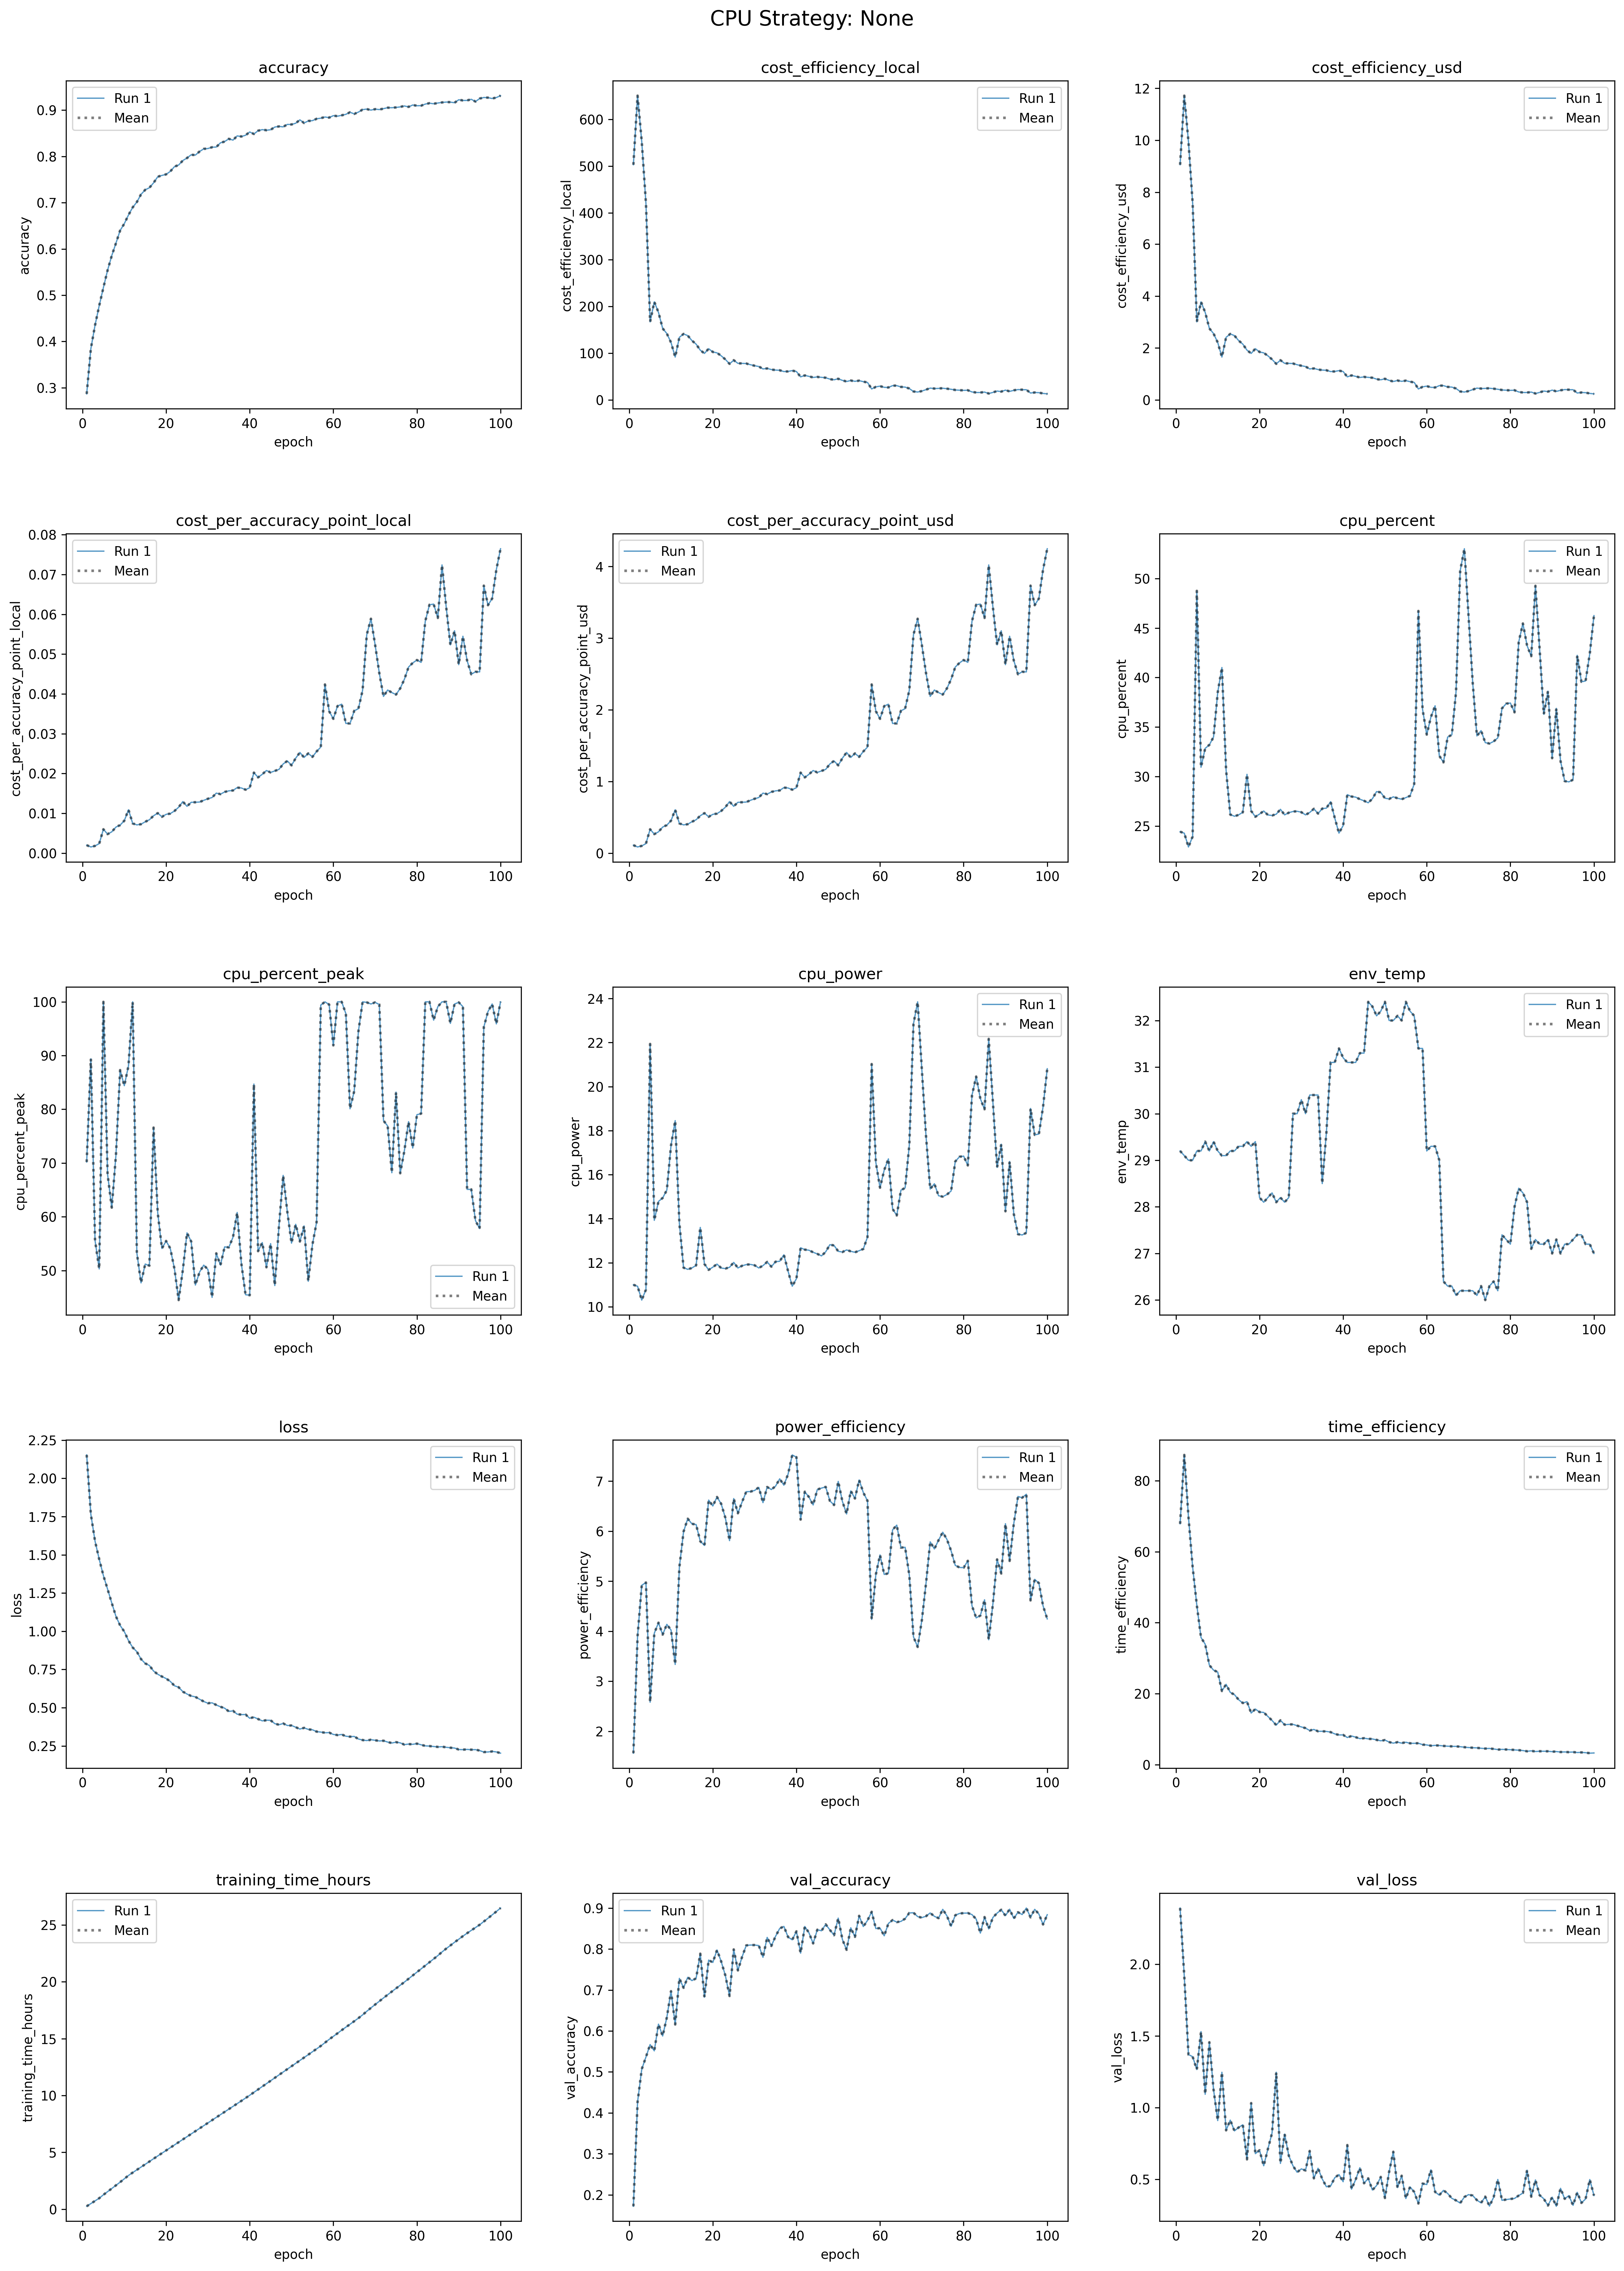 CPU Strategy: None
accuracy
Run 1
Mean
0.9
0.8
0.7
0.6
0.5
0.4
0.3
accuracy
0 20 40 60 80 100
epoch
cost_efficiency_local
Run 1
Mean
600
500
400
300
200
100
0
cost_efficiency_local
0 20 40 60 80 100
epoch
cost_efficiency_usd
Run 1
Mean
12
10
8
6
4
2
0
cost_efficiency_usd
0 20 40 60 80 100
epoch
cost_per_accuracy_point_local
Run 1
Mean
0.08
0.07
0.06
0.05
0.04
0.03
0.02
0.01
0.00
cost_per_accuracy_point_local
0 20 40 60 80 100
epoch
cost_per_accuracy_point_usd
Run 1
Mean
4
3
2
1
0
cost_per_accuracy_point_usd
0 20 40 60 80 100
epoch
cpu_percent
Run 1
Mean
50
45
40
35
30
25
cpu_percent
0 20 40 60 80 100
epoch
cpu_percent_peak
100
90
80
70
60
50
cpu_percent_peak
Run 1
Mean
0 20 40 60 80 100
epoch
cpu_power
Run 1
Mean
24
22
20
18
16
14
12
10
cpu_power
0 20 40 60 80 100
epoch
env_temp
Run 1
Mean
32
31
30
29
28
27
26
env_temp
0 20 40 60 80 100
epoch
loss
Run 1
Mean
2.25
2.00
1.75
1.50
1.25
1.00
0.75
0.50
0.25
loss
0 20 40 60 80 100
epoch
power_efficiency
Run 1
Mean
7
6
5
4
3
2
power_efficiency
0 20 40 60 80 100
epoch
time_efficiency
Run 1
Mean
80
60
40
20
0
time_efficiency
0 20 40 60 80 100
epoch
training_time_hours
Run 1
Mean
25
20
15
10
5
0
training_time_hours
0 20 40 60 80 100
epoch
val_accuracy
Run 1
Mean
0.9
0.8
0.7
0.6
0.5
0.4
0.3
0.2
val_accuracy
0 20 40 60 80 100
epoch
val_loss
Run 1
Mean
2.0
1.5
1.0
0.5
val_loss
0 20 40 60 80 100
epoch